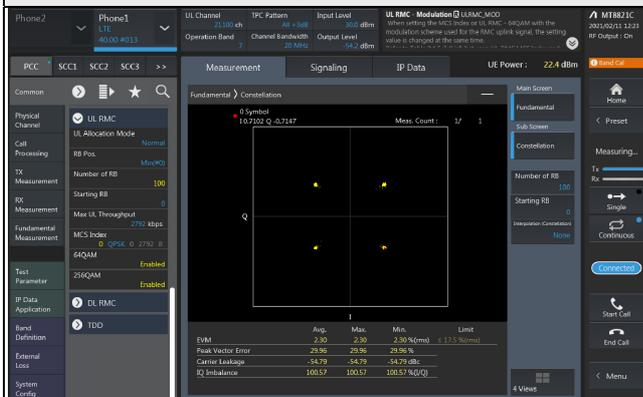 Phone2
Phone1
LTE
40.00 #013
UL Channel
21100 ch
TPC Pattern
Alt +3dB
Input Level
30.0 dBm
Operation Band
7
Channel Bandwidth
20 MHz
Output Level
-54.2 dBm
UL RMC - Modulation ULRMC_MOD
When setting the MCS Index or UL RMC - 64QAM with the
modulation scheme used for the RMC uplink signal, the setting
value is changed at the same time.
MT8821C
2021/02/11 12:23
RF Output : On
PCC
SCC1
SCC2
SCC3
>>
Measurement
Signaling
IP Data
UE Power : 22.4 dBm
Band Cal
Common
Physical
Channel
Call
Processing
TX
Measurement
RX
Measurement
Fundamental
Measurement
Test
Parameter
IP Data
Application
Band
Definition
External
Loss
System
Config
UL RMC
UL Allocation Mode
Normal
RB Pos.
Min(#0)
Number of RB
100
Starting RB
0
Max UL Throughput
2792 kbps
MCS Index
0 QPSK 0 2792 B
64QAM
Enabled
256QAM
Enabled
DL RMC
TDD
Fundamental > Constellation
0 Symbol
I 0.7102 Q -0.7147
Meas. Count : 1/ 1
Q
I
Avg. Max. Min. Limit
EVM 2.30 2.30 2.30 %(rms) ≤ 17.5 %(rms)
Peak Vector Error 29.96 29.96 29.96 %
Carrier Leakage -54.79 -54.79 -54.79 dBc
IQ Imbalance 100.57 100.57 100.57 %(I/Q)
Main Screen
Fundamental
Sub Screen
Constellation
Number of RB
100
Starting RB
0
Interpolation (Constellation)
None
4 Views
Home
< Preset
Measuring...
Tx
Rx
Single
Continuous
Connected
Start Call
End Call
< Menu